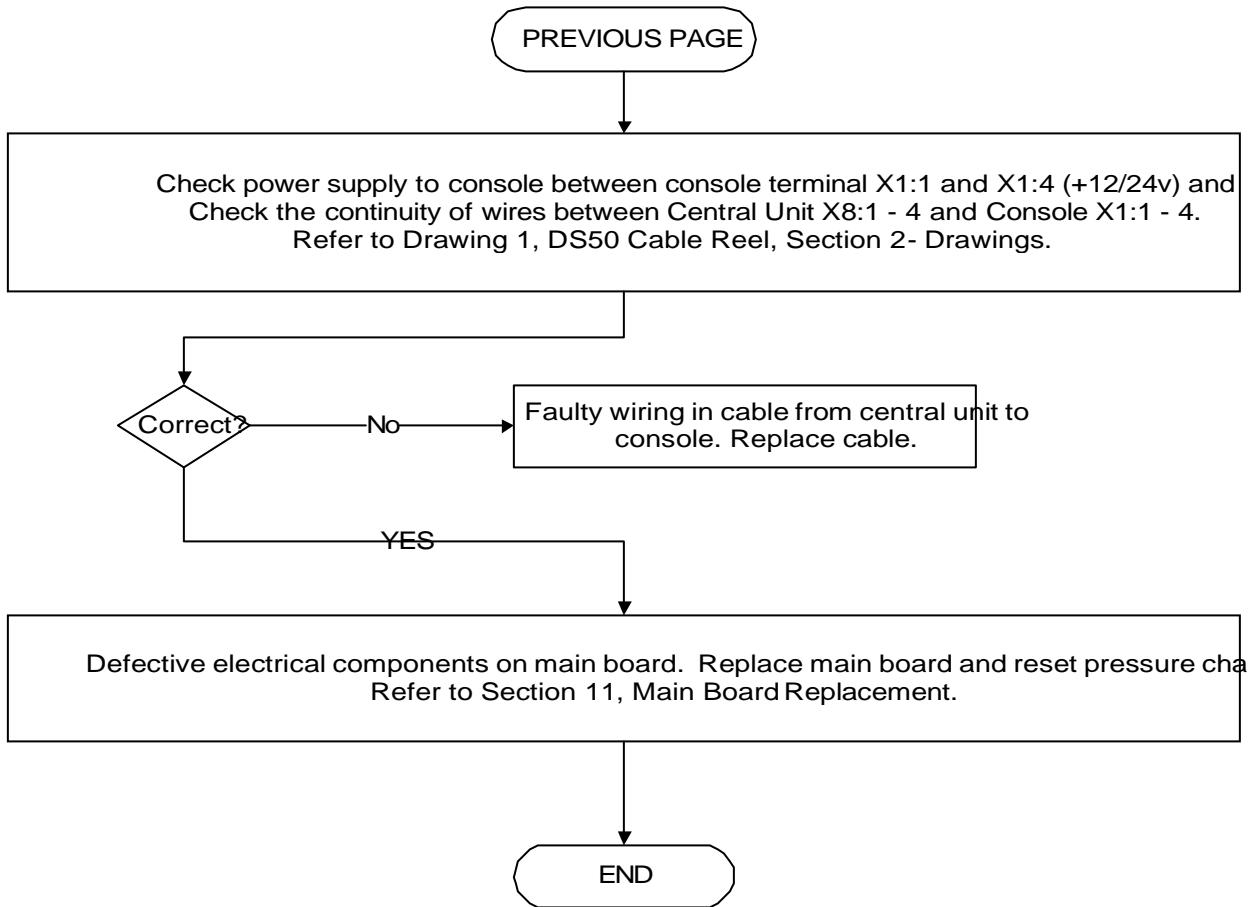 PREVIOUS PAGE
Check power supply to console between console terminal X1:1 and X1:4 (+12/24v) and
Check the continuity of wires between Central Unit X8:1 - 4 and Console X1:1 - 4.
Refer to Drawing 1, DS50 Cable Reel, Section 2- Drawings.
Correct?
No
Faulty wiring in cable from central unit to
console. Replace cable.
YES
Defective electrical components on main board.  Replace main board and reset pressure cha
Refer to Section 11, Main Board Replacement.
END